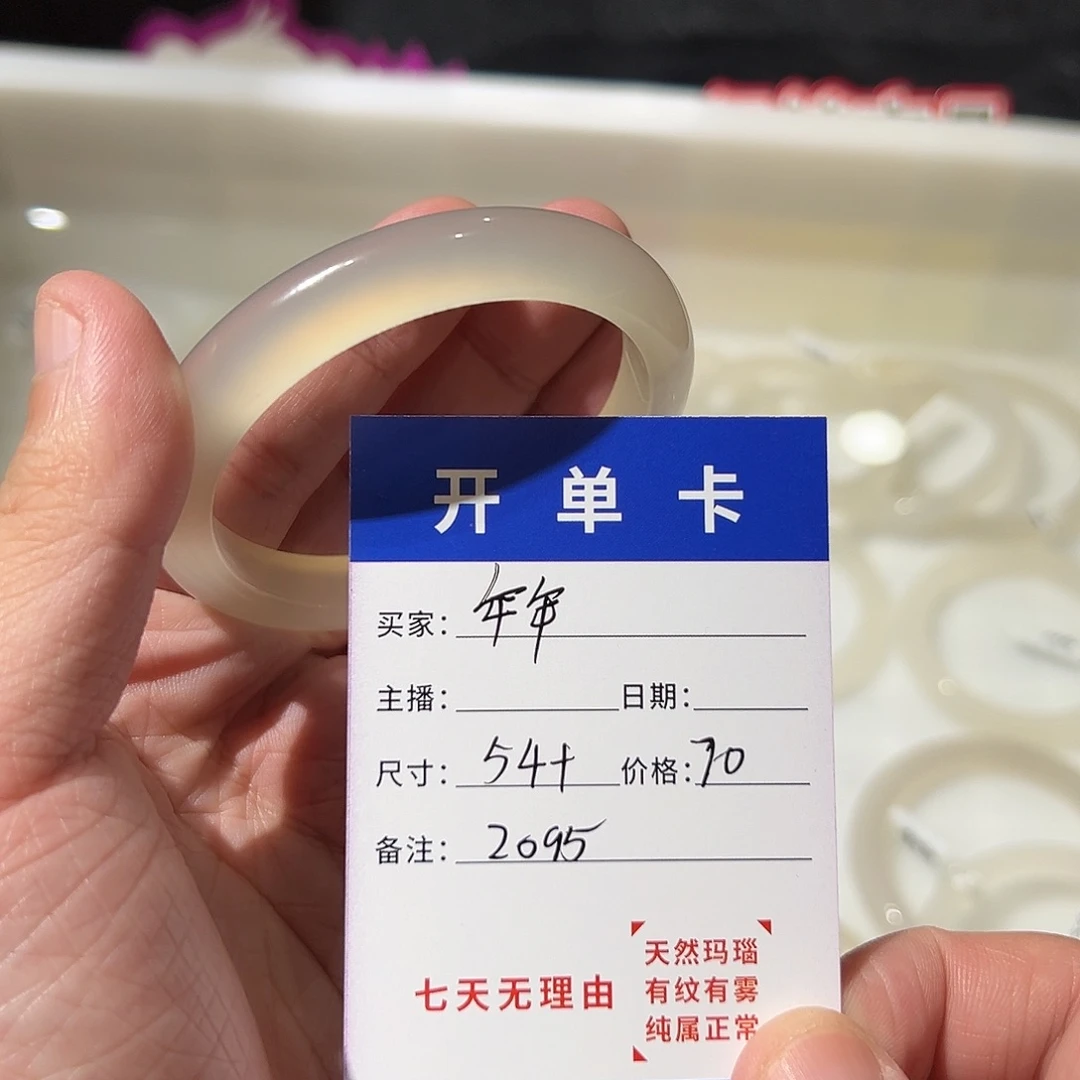 开单卡
买家：年年
主播： 日期：
尺寸：54+ 价格：70
备注：2095
七天无理由
天然玛瑙
有纹有雾
纯属正常